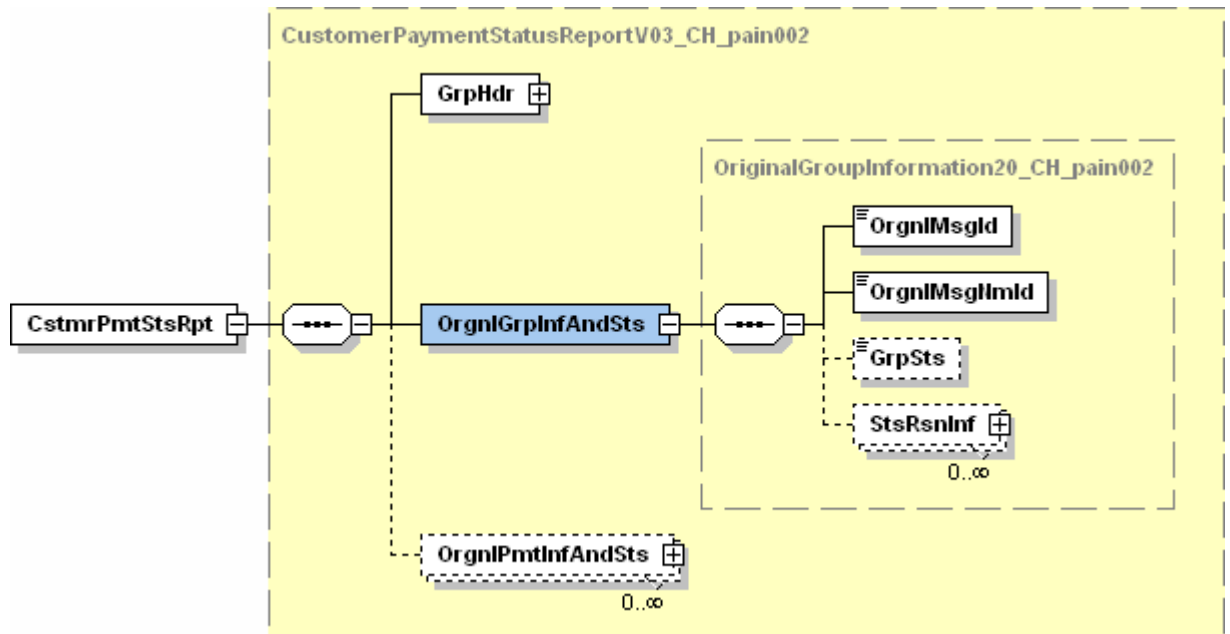 CustomerPaymentStatusReportV03_CH_pain002
GrpHdr
OriginalGroupInformation20_CH_pain002
OrgnlMsgId
OrgnlMsgNmId
CstmrPmtStsRpt
OrgnlGrpInfAndSts
GrpSts
StsRsnInf
0..∞
OrgnlPmtInfAndSts
0..∞